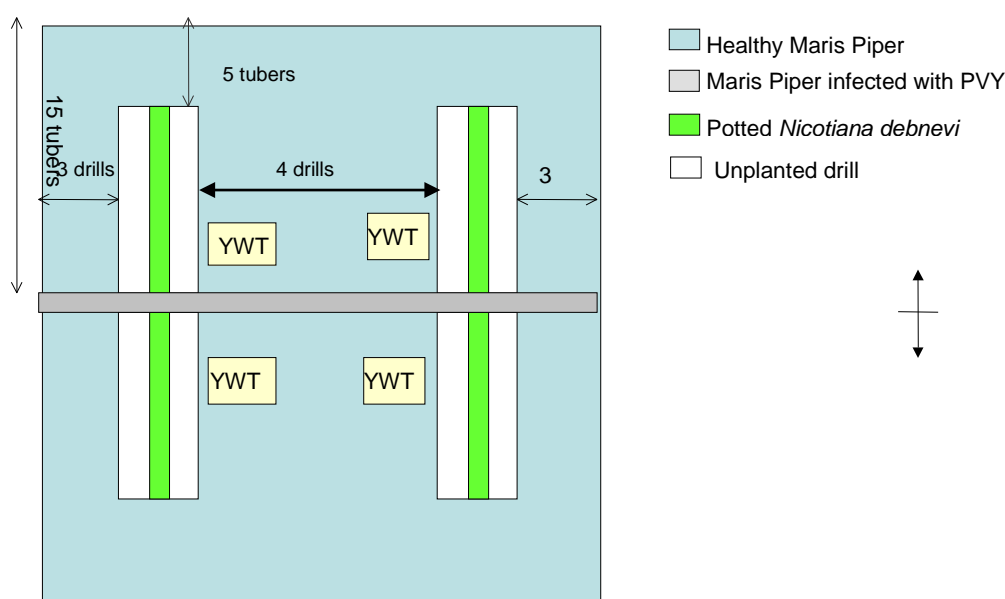 5 tubers
15 tubers
3 drills
4 drills
3
YWT
YWT
YWT
YWT
Healthy Maris Piper
Maris Piper infected with PVY
Potted Nicotiana debnevi
Unplanted drill